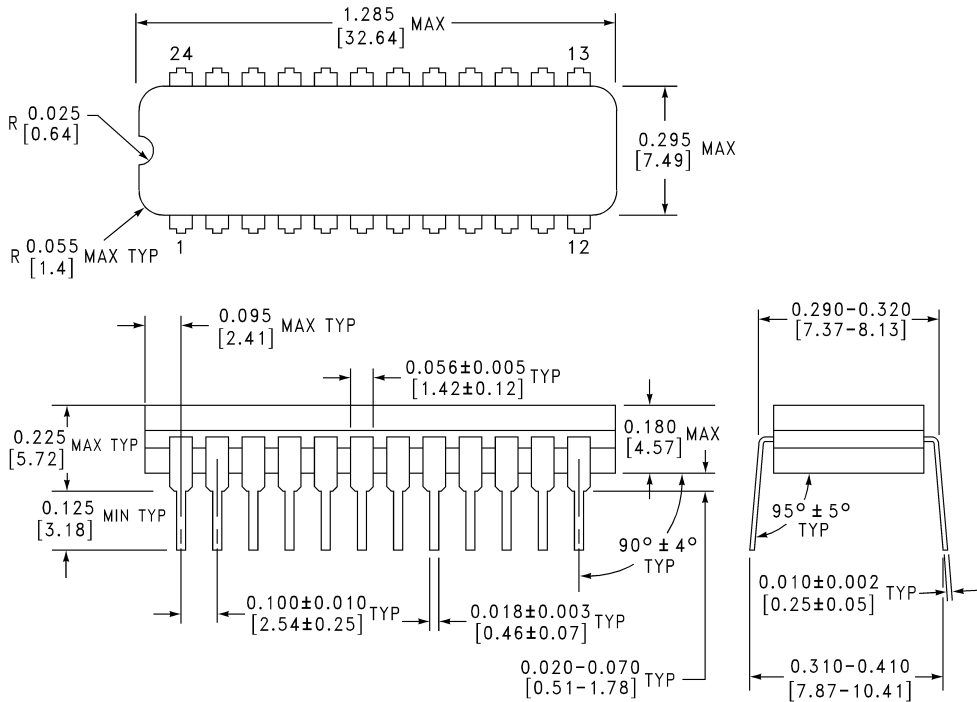 1.285
[32.64] MAX
24
13
R 0.025
[0.64]
0.295
[7.49] MAX
R 0.055
[1.4] MAX TYP
1
12
0.095
[2.41] MAX TYP
0.290-0.320
[7.37-8.13]
0.056±0.005
[1.42±0.12] TYP
0.225
[5.72] MAX TYP
0.180
[4.57] MAX
0.125
[3.18] MIN TYP
95° ± 5°
TYP
90° ± 4°
TYP
0.010±0.002
[0.25±0.05] TYP
0.100±0.010
[2.54±0.25] TYP
0.018±0.003
[0.46±0.07] TYP
0.020-0.070
[0.51-1.78] TYP
0.310-0.410
[7.87-10.41]